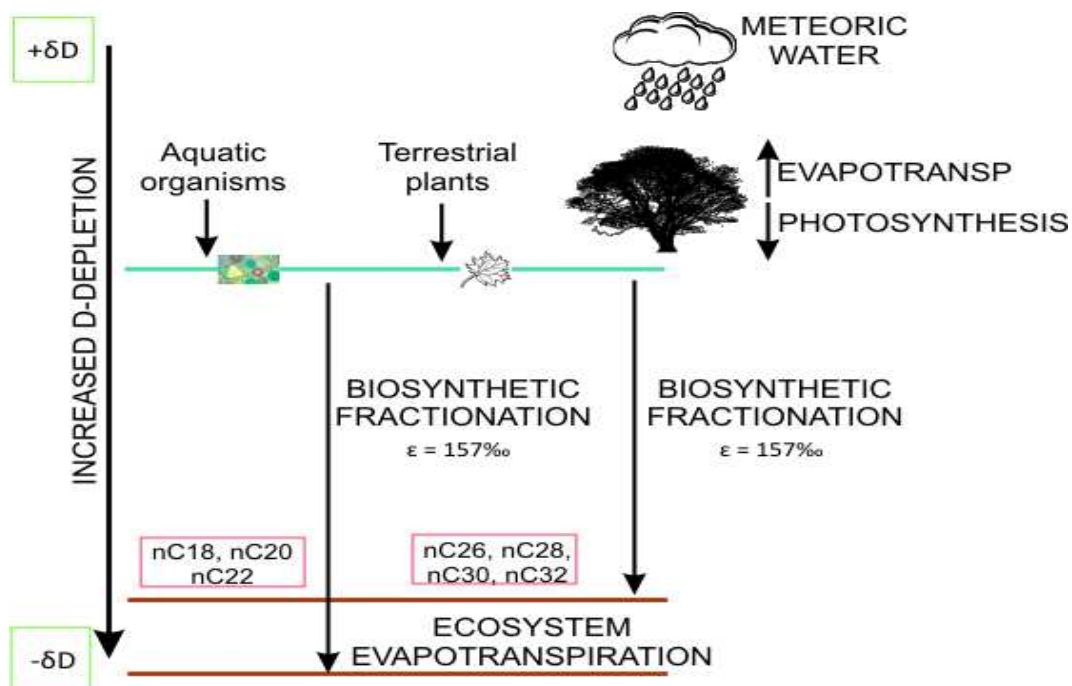 +δD
METEORIC
WATER
Aquatic
organisms
Terrestrial
plants
EVAPOTRANSP
PHOTOSYNTHESIS
INCREASED D-DEPLETION
BIOSYNTHETIC
FRACTIONATION
ε = 157‰
BIOSYNTHETIC
FRACTIONATION
ε = 157‰
nC18, nC20
nC22
nC26, nC28,
nC30, nC32
ECOSYSTEM
EVAPOTRANSPIRATION
-δD